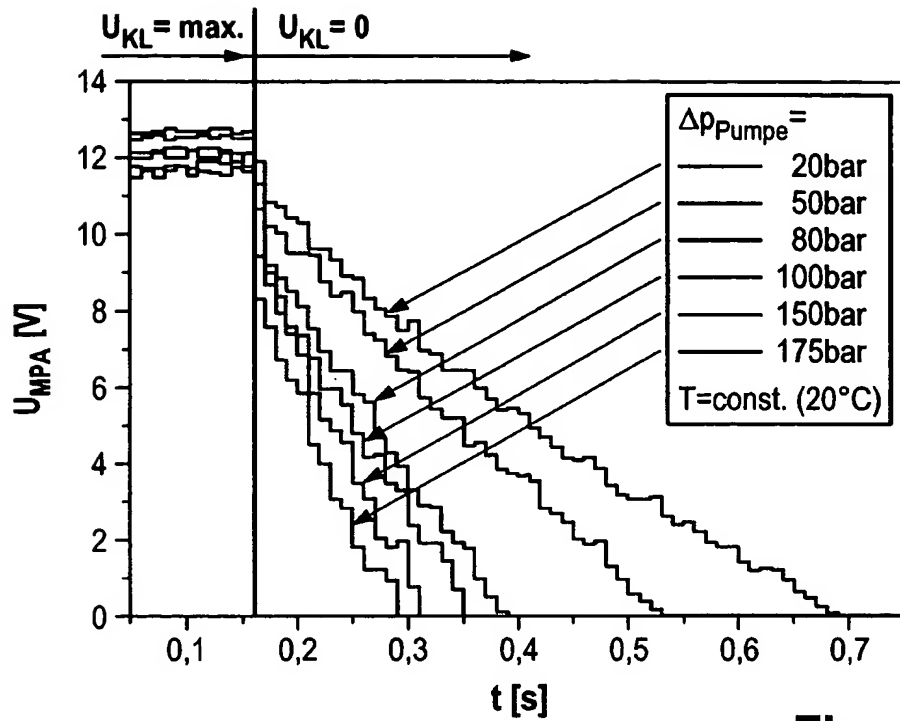 U_KL = max. U_KL = 0
14
12
10
8
6
4
2
0
U_MPA [V]
Δp_Pumpe =
20bar
50bar
80bar
100bar
150bar
175bar
T=const. (20°C)
0,1 0,2 0,3 0,4 0,5 0,6 0,7
t [s]